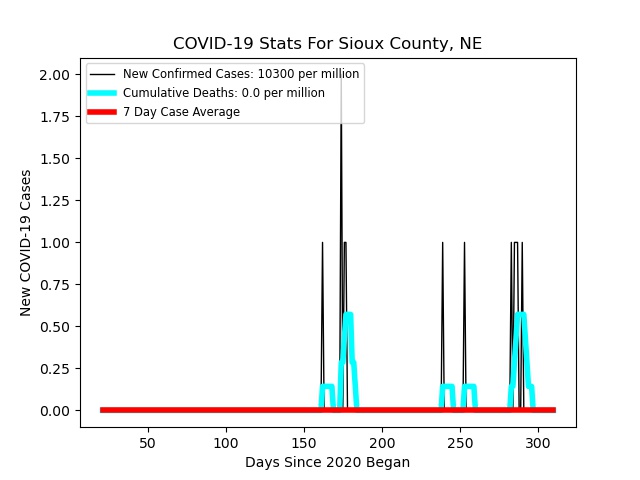 COVID-19 Stats For Sioux County, NE
New Confirmed Cases: 10300 per million
Cumulative Deaths: 0.0 per million
7 Day Case Average
2.00
1.75
1.50
1.25
1.00
0.75
0.50
0.25
0.00
New COVID-19 Cases
50 100 150 200 250 300
Days Since 2020 Began